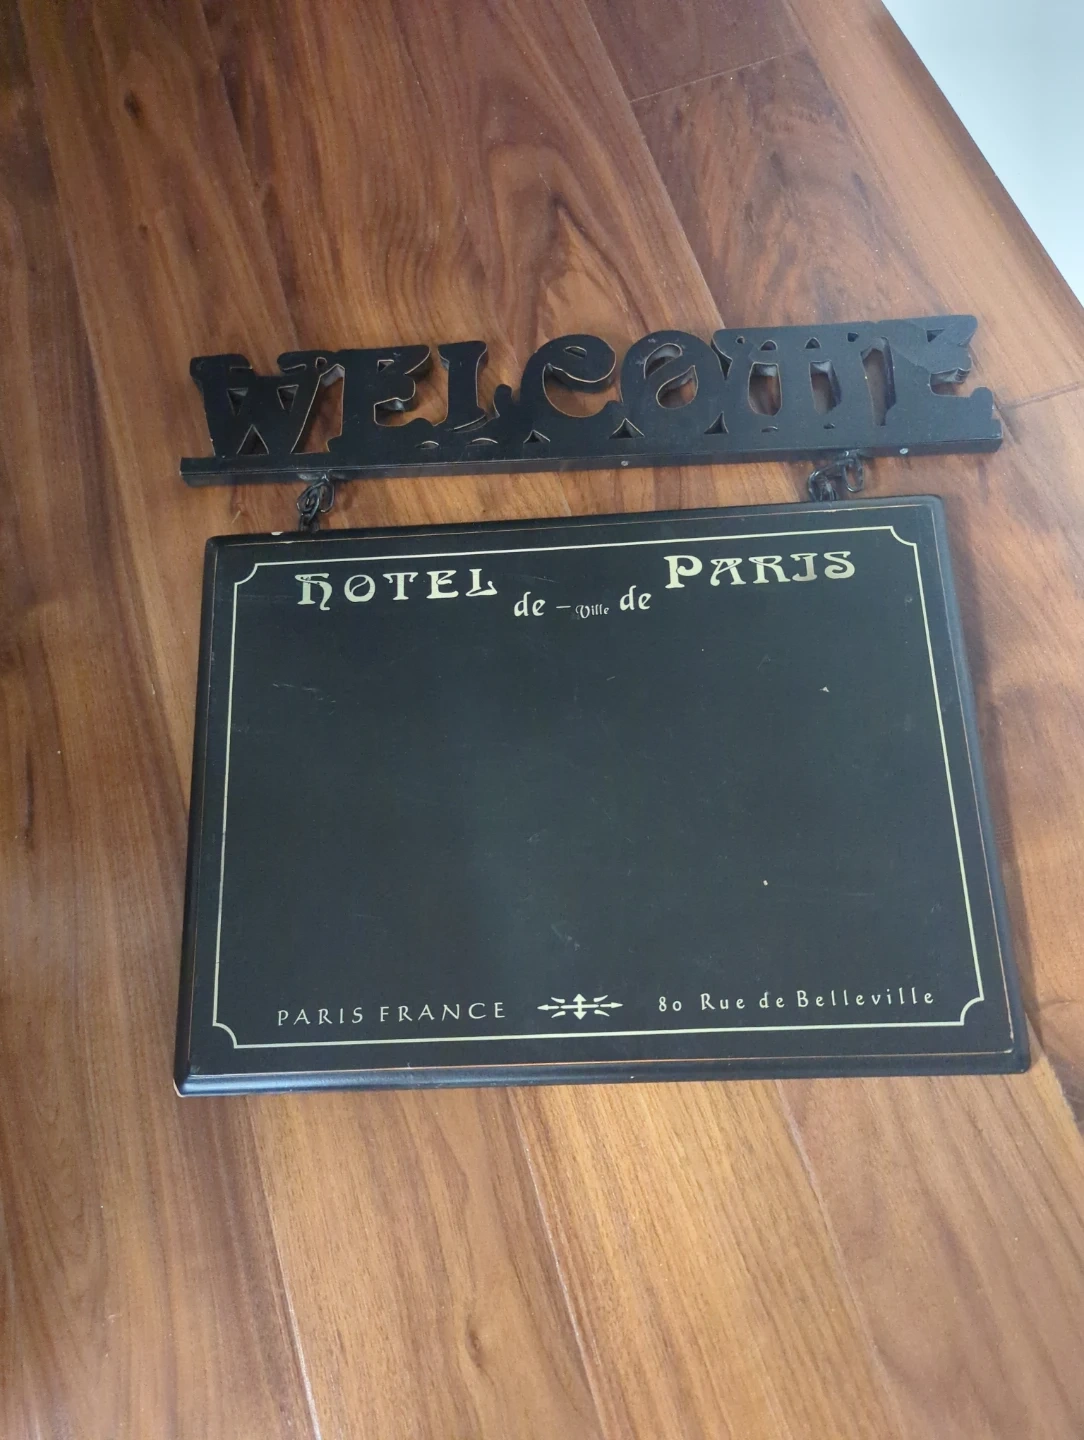 WELCOME
HOTEL de – Ville de PARIS
PARIS FRANCE 80 Rue de Belleville